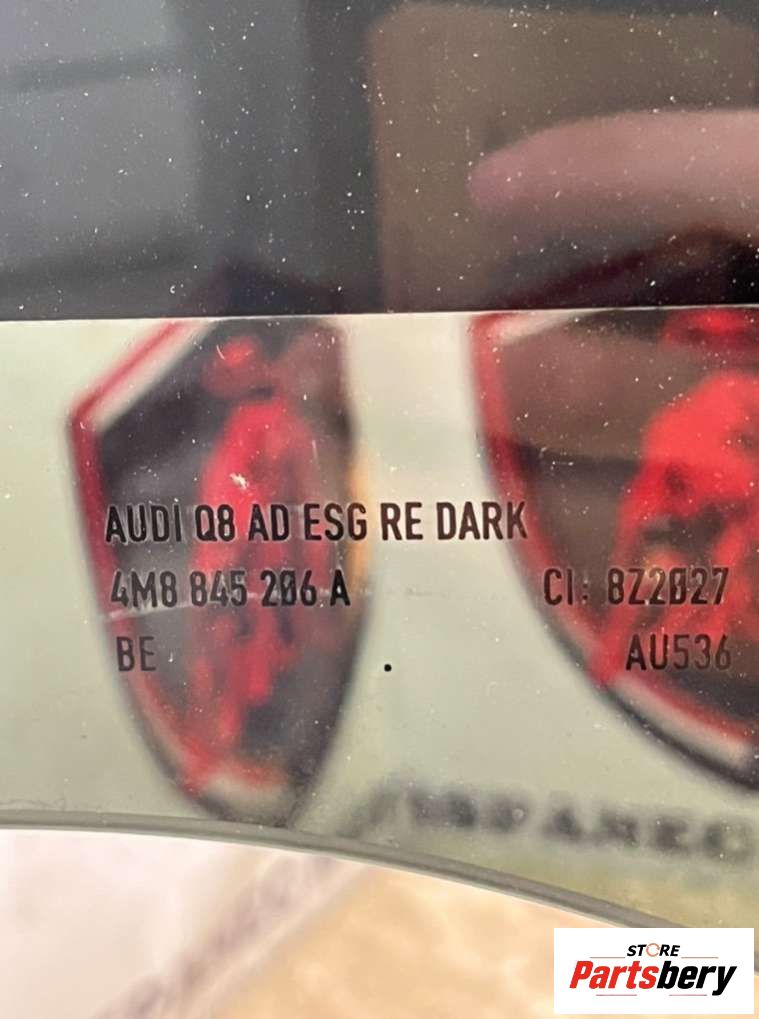 AUDI Q8 AD ESG RE DARK
4M8 845 206 A CI: 8Z2027
BE AU536
STORE
Partsbery